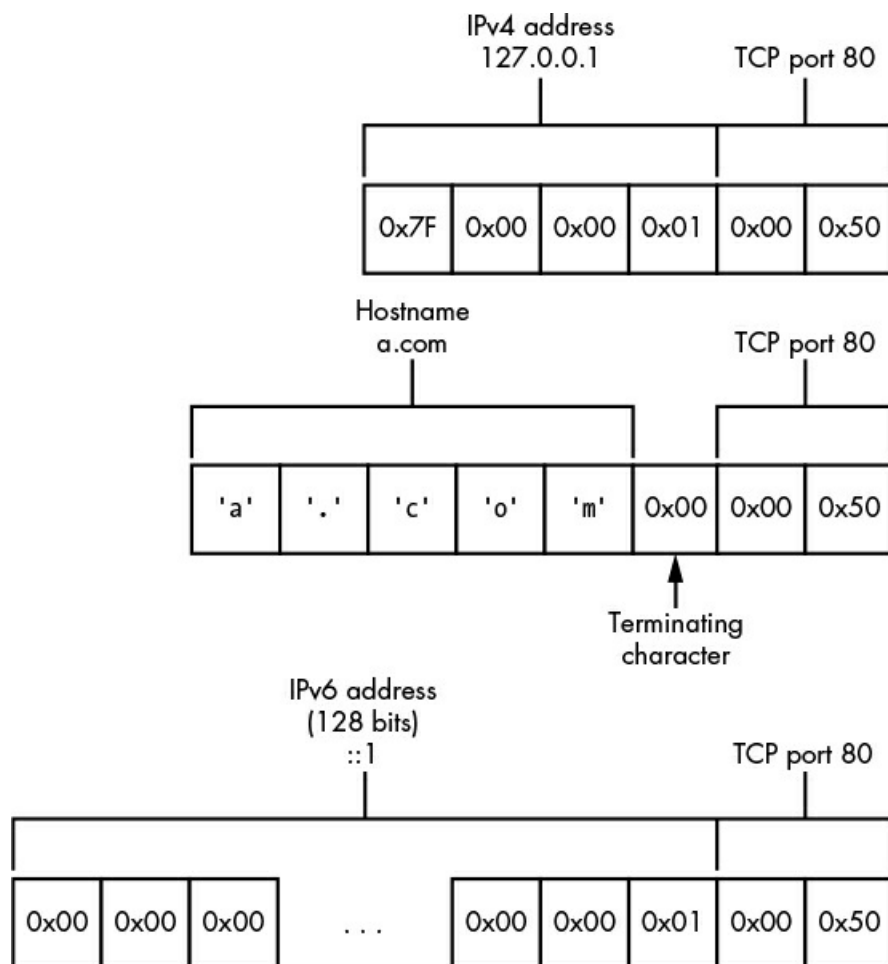 IPv4 address
127.0.0.1
TCP port 80
0x7F 0x00 0x00 0x01 0x00 0x50
Hostname
a.com
TCP port 80
'a' '.' 'c' 'o' 'm' 0x00 0x00 0x50
Terminating
character
IPv6 address
(128 bits)
::1
TCP port 80
0x00 0x00 0x00 ... 0x00 0x00 0x01 0x00 0x50